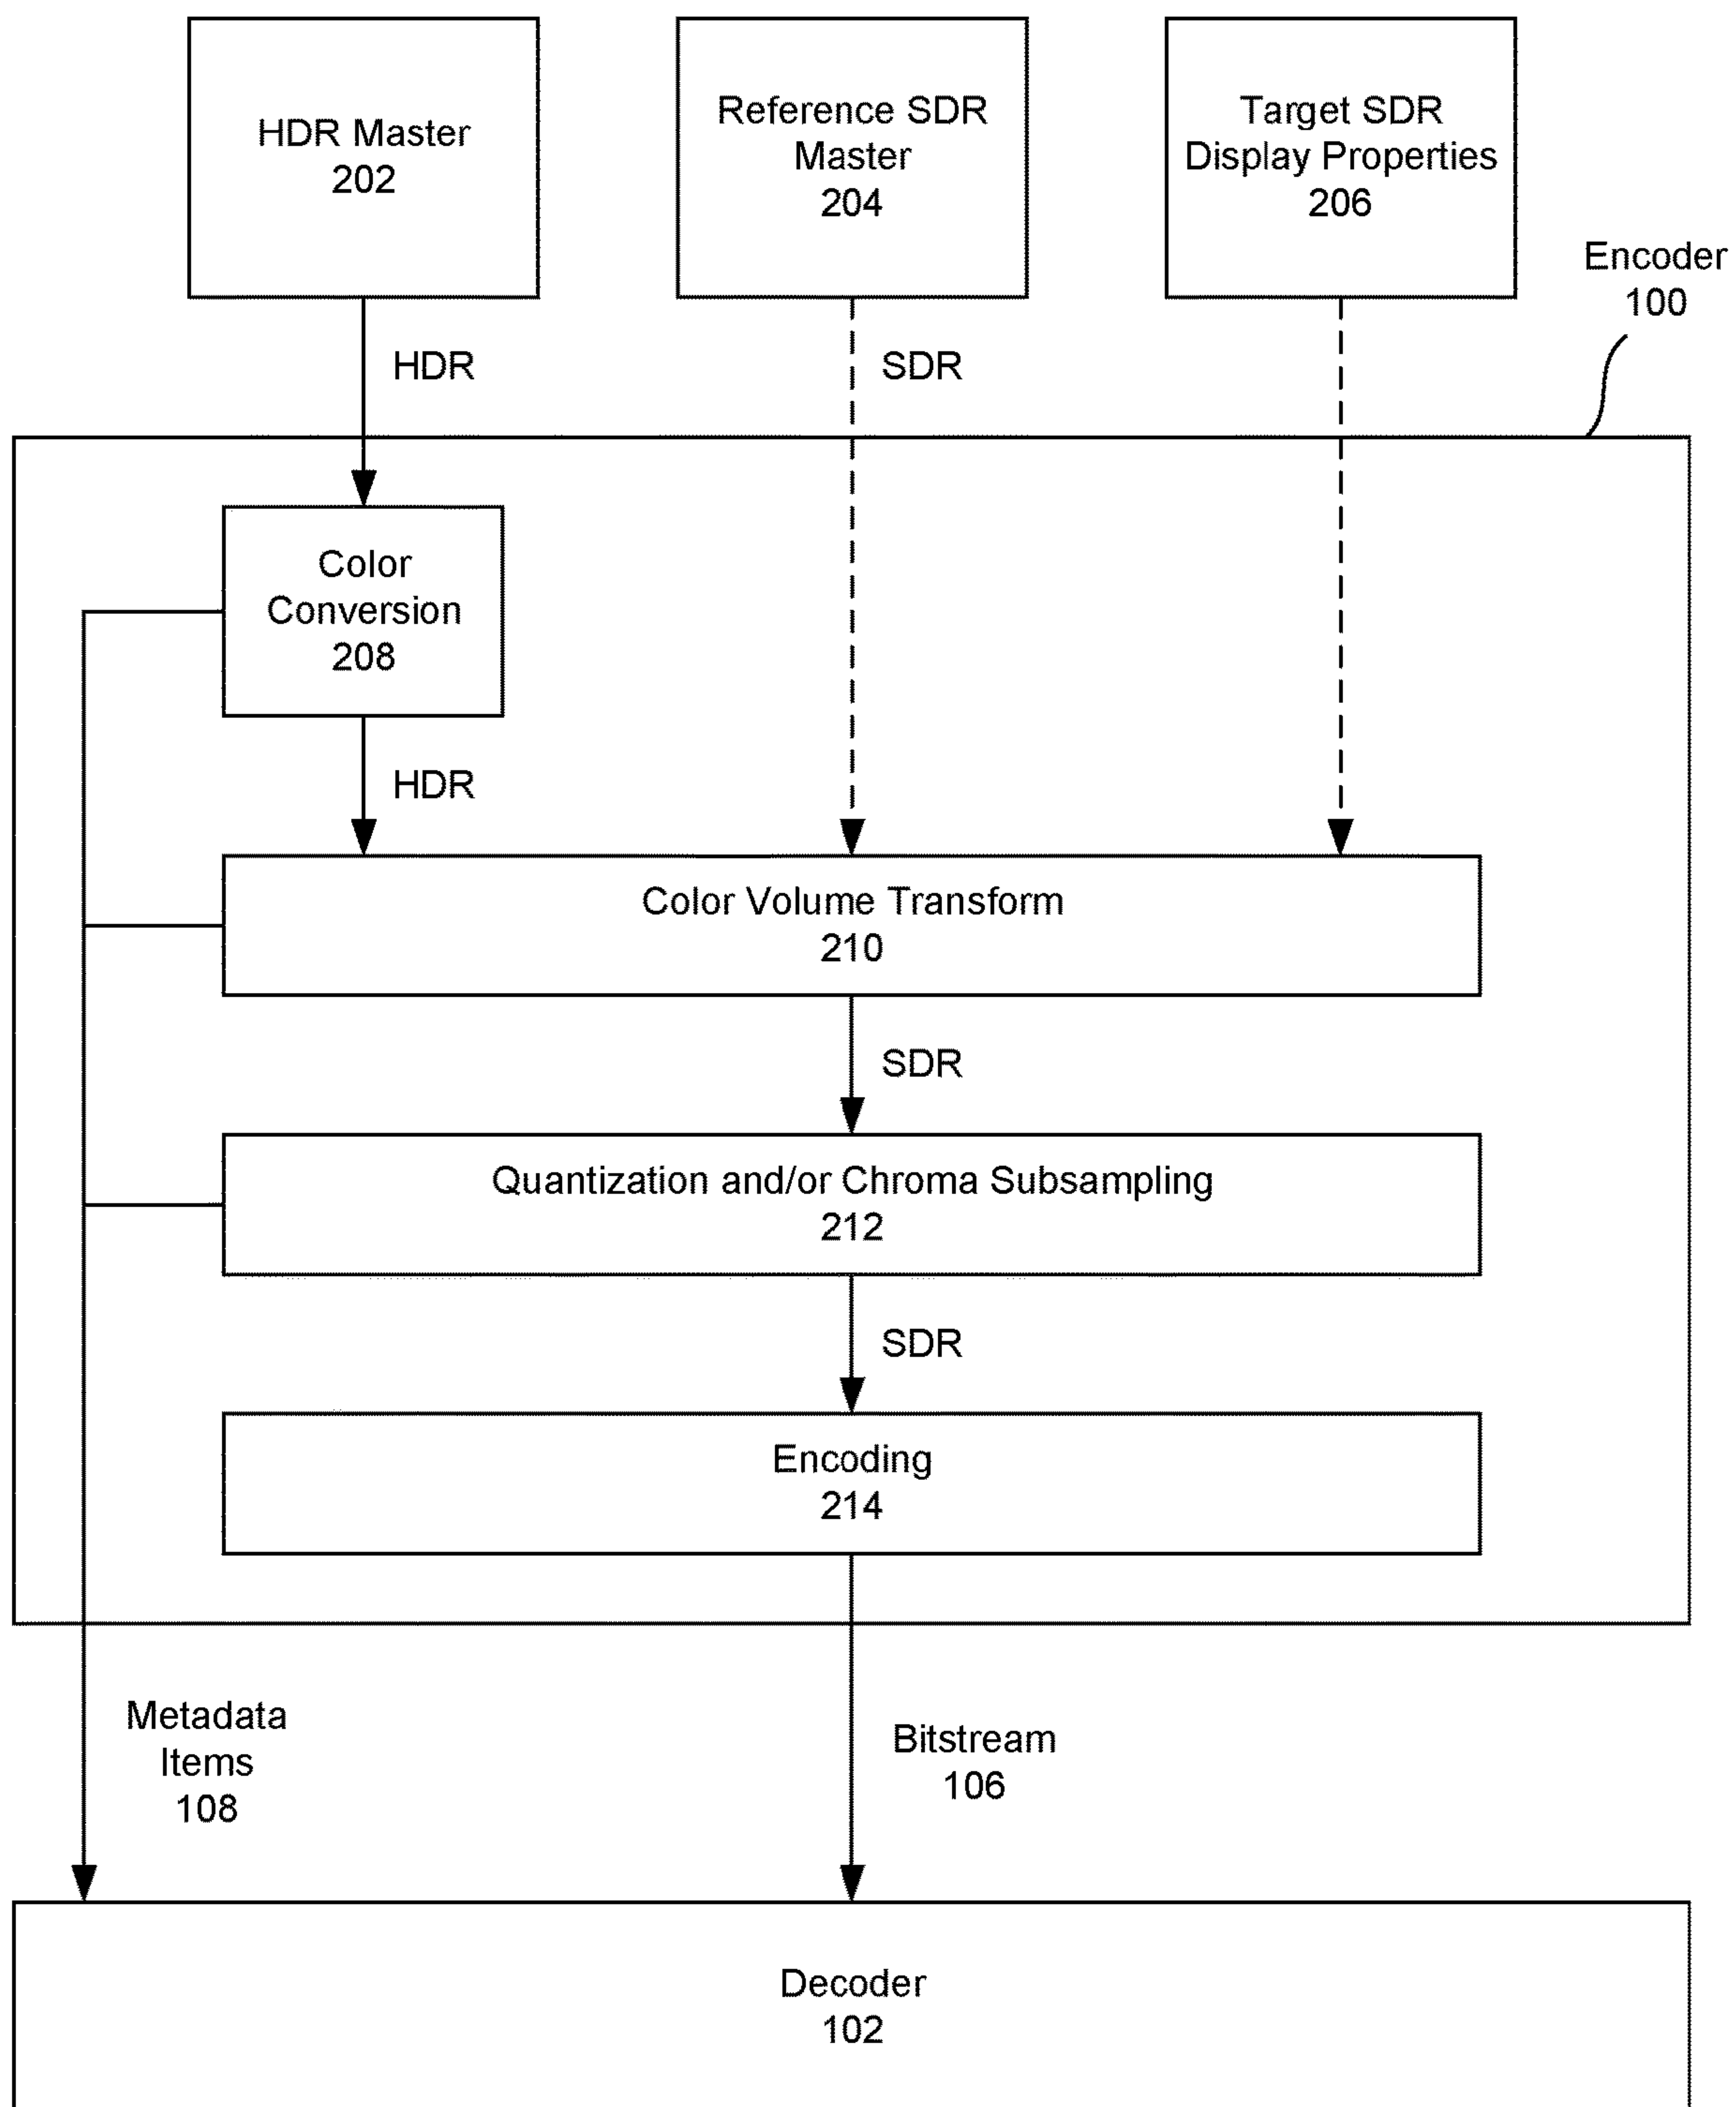 HDR Master
202
Reference SDR
Master
204
Target SDR
Display Properties
206
Encoder
100
HDR
SDR
Color
Conversion
208
HDR
Color Volume Transform
210
SDR
Quantization and/or Chroma Subsampling
212
SDR
Encoding
214
Metadata
Items
108
Bitstream
106
Decoder
102